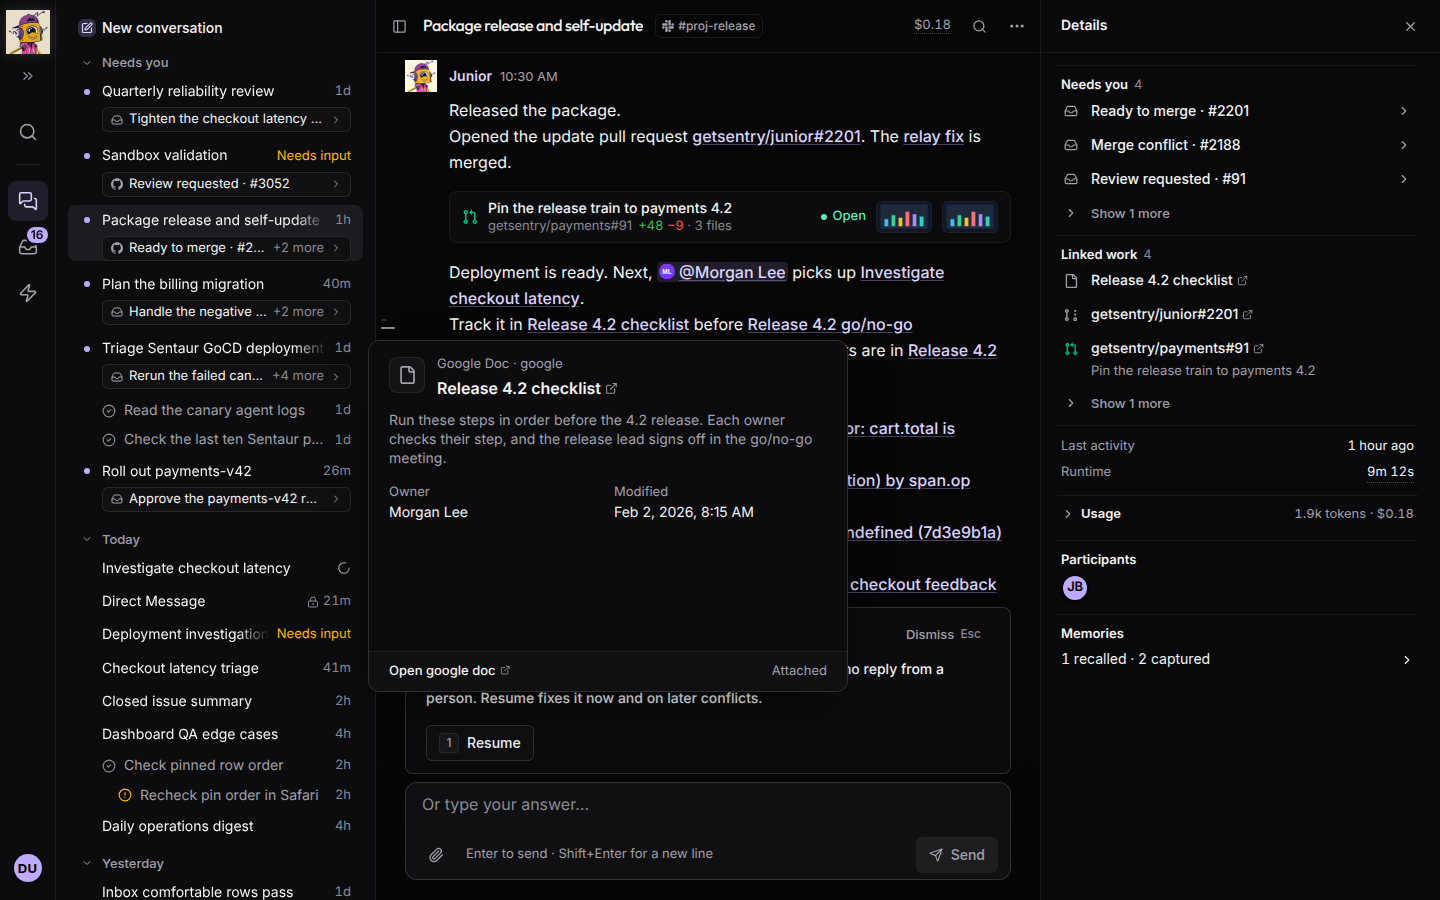 New conversation
Needs you
Quarterly reliability review 1d
Tighten the checkout latency ...
Sandbox validation Needs input
Review requested · #3052
Package release and self-update 1h
Ready to merge · #2... +2 more
Plan the billing migration 40m
Handle the negative ... +2 more
Triage Sentaur GoCD deployment 1d
Rerun the failed can... +4 more
Read the canary agent logs 1d
Check the last ten Sentaur p... 1d
Roll out payments-v42 26m
Approve the payments-v42 r...
Today
Investigate checkout latency
Direct Message 21m
Deployment investigation Needs input
Checkout latency triage 41m
Closed issue summary 2h
Dashboard QA edge cases 4h
Check pinned row order 2h
Recheck pin order in Safari 2h
Daily operations digest 4h
Yesterday
Inbox comfortable rows pass 1d
16
DU
Package release and self-update #proj-release $0.18
Junior 10:30 AM
Released the package.
Opened the update pull request getsentry/junior#2201. The relay fix is
merged.
Pin the release train to payments 4.2
getsentry/payments#91 +48 −9 · 3 files
Open
Deployment is ready. Next, ML @Morgan Lee picks up Investigate
checkout latency.
Track it in Release 4.2 checklist before Release 4.2 go/no-go
s are in Release 4.2
or: cart.total is
tion) by span.op
ndefined (7d3e9b1a)
checkout feedback
Google Doc · google
Release 4.2 checklist
Run these steps in order before the 4.2 release. Each owner
checks their step, and the release lead signs off in the go/no-go
meeting.
Owner Modified
Morgan Lee Feb 2, 2026, 8:15 AM
Open google doc Attached
Dismiss Esc
no reply from a
person. Resume fixes it now and on later conflicts.
1 Resume
Or type your answer...
Enter to send · Shift+Enter for a new line
Send
Details
Needs you 4
Ready to merge · #2201
Merge conflict · #2188
Review requested · #91
Show 1 more
Linked work 4
Release 4.2 checklist
getsentry/junior#2201
getsentry/payments#91
Pin the release train to payments 4.2
Show 1 more
Last activity 1 hour ago
Runtime 9m 12s
Usage 1.9k tokens · $0.18
Participants
JB
Memories
1 recalled · 2 captured